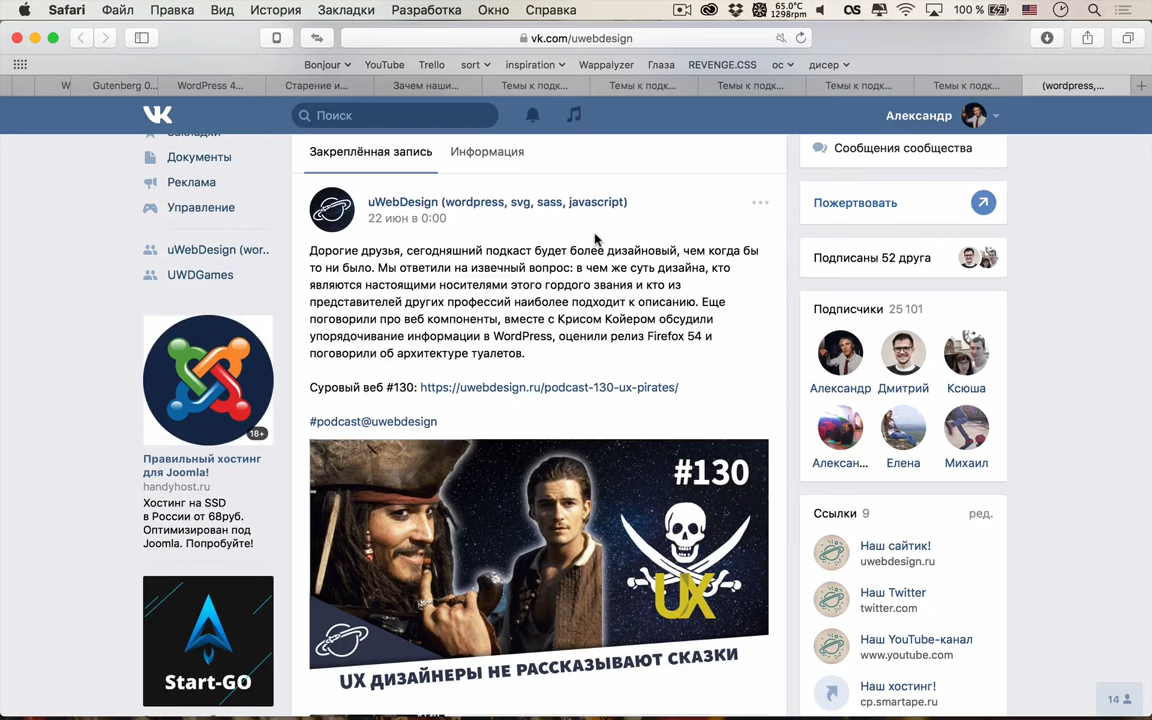 Safari Файл Правка Вид История Закладки Разработка Окно Справка 65.0°C 1298rpm 100 %
vk.com/uwebdesign
Bonjour YouTube Trello sort inspiration Wappalyzer Глаза REVENGE.CSS ос дисер
W Gutenberg 0... WordPress 4... Старение и... Зачем наши... Темы к подк... Темы к подк... Темы к подк... Темы к подк... Темы к подк... (wordpress,...
Поиск
Александр
Закладки
Документы
Реклама
Управление
uWebDesign (wor..
UWDGames
18+
Правильный хостинг
для Joomla!
handyhost.ru
Хостинг на SSD
в России от 68руб.
Оптимизирован под
Joomla. Попробуйте!
Start-GO
Закреплённая запись Информация
uWebDesign (wordpress, svg, sass, javascript)
22 июн в 0:00
Дорогие друзья, сегодняшний подкаст будет более дизайновый, чем когда бы
то ни было. Мы ответили на извечный вопрос: в чем же суть дизайна, кто
являются настоящими носителями этого гордого звания и кто из
представителей других профессий наиболее подходит к описанию. Еще
поговорили про веб компоненты, вместе с Крисом Койером обсудили
упорядочивание информации в WordPress, оценили релиз Firefox 54 и
поговорили об архитектуре туалетов.
Суровый веб #130: https://uwebdesign.ru/podcast-130-ux-pirates/
#podcast@uwebdesign
#130
UX
UX ДИЗАЙНЕРЫ НЕ РАССКАЗЫВАЮТ СКАЗКИ
Сообщения сообщества
Пожертвовать
Подписаны 52 друга
Подписчики 25 101
Александр Дмитрий Ксюша
Алексан... Елена Михаил
Ссылки 9 ред.
Наш сайтик!
uwebdesign.ru
Наш Twitter
twitter.com
Наш YouTube-канал
www.youtube.com
Наш хостинг!
cp.smartape.ru
14